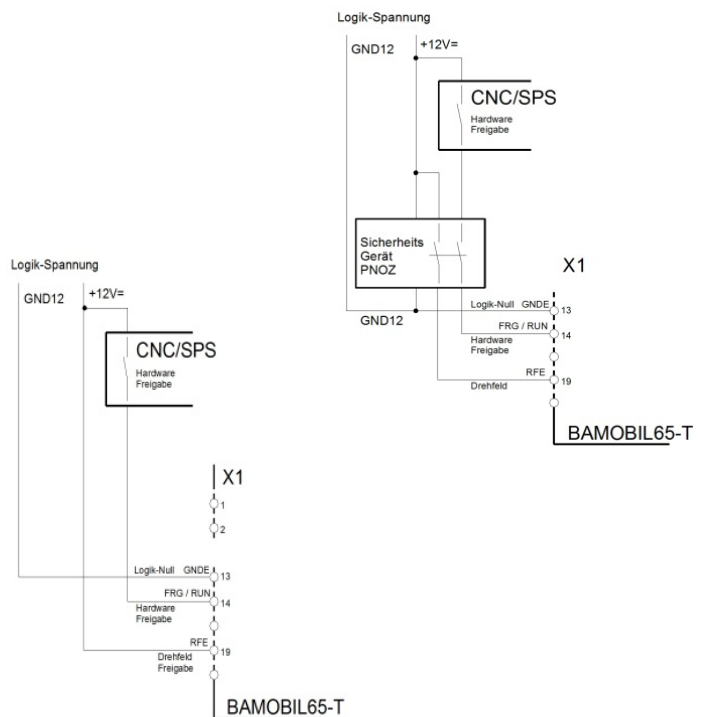 Logik-Spannung
GND12
+12V=
CNC/SPS
Hardware
Freigabe
Sicherheits
Gerät
PNOZ
X1
Logik-Null GNDE 13
GND12
FRG / RUN 14
Hardware
Freigabe
RFE 19
Drehfeld
BAMOBIL65-T
Logik-Spannung
GND12
+12V=
CNC/SPS
Hardware
Freigabe
X1
1
2
Logik-Null GNDE 13
FRG / RUN 14
Hardware
Freigabe
RFE 19
Drehfeld
Freigabe
BAMOBIL65-T